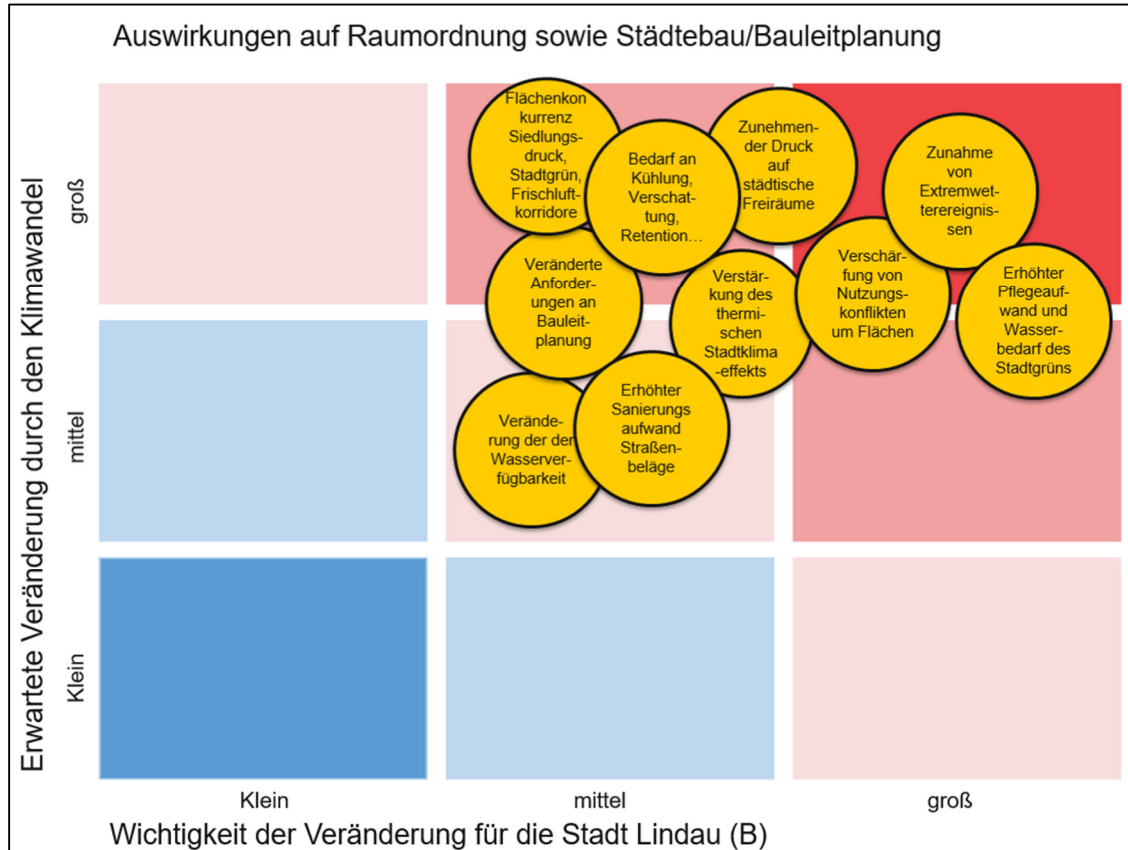 Auswirkungen auf Raumordnung sowie Städtebau/Bauleitplanung
Erwartete Veränderung durch den Klimawandel
groß
mittel
Klein
Flächenkon
kurrenz
Siedlungs-
druck,
Stadtgrün,
Frischluft-
korridore
Bedarf an
Kühlung,
Verschat-
tung,
Retention...
Zunehmen-
der Druck
auf
städtische
Freiräume
Zunahme
von
Extremwet-
terereignis-
sen
Veränderte
Anforder-
ungen an
Bauleit-
planung
Verstär-
kung des
thermi-
schen
Stadtklima
-effekts
Verschär-
fung von
Nutzungs-
konflikten
um Flächen
Erhöhter
Pflegeauf-
wand und
Wasser-
bedarf des
Stadtgrüns
Verände-
rung der der
Wasserver-
fügbarkeit
Erhöhter
Sanierungs
aufwand
Straßen-
beläge
Klein
mittel
groß
Wichtigkeit der Veränderung für die Stadt Lindau (B)